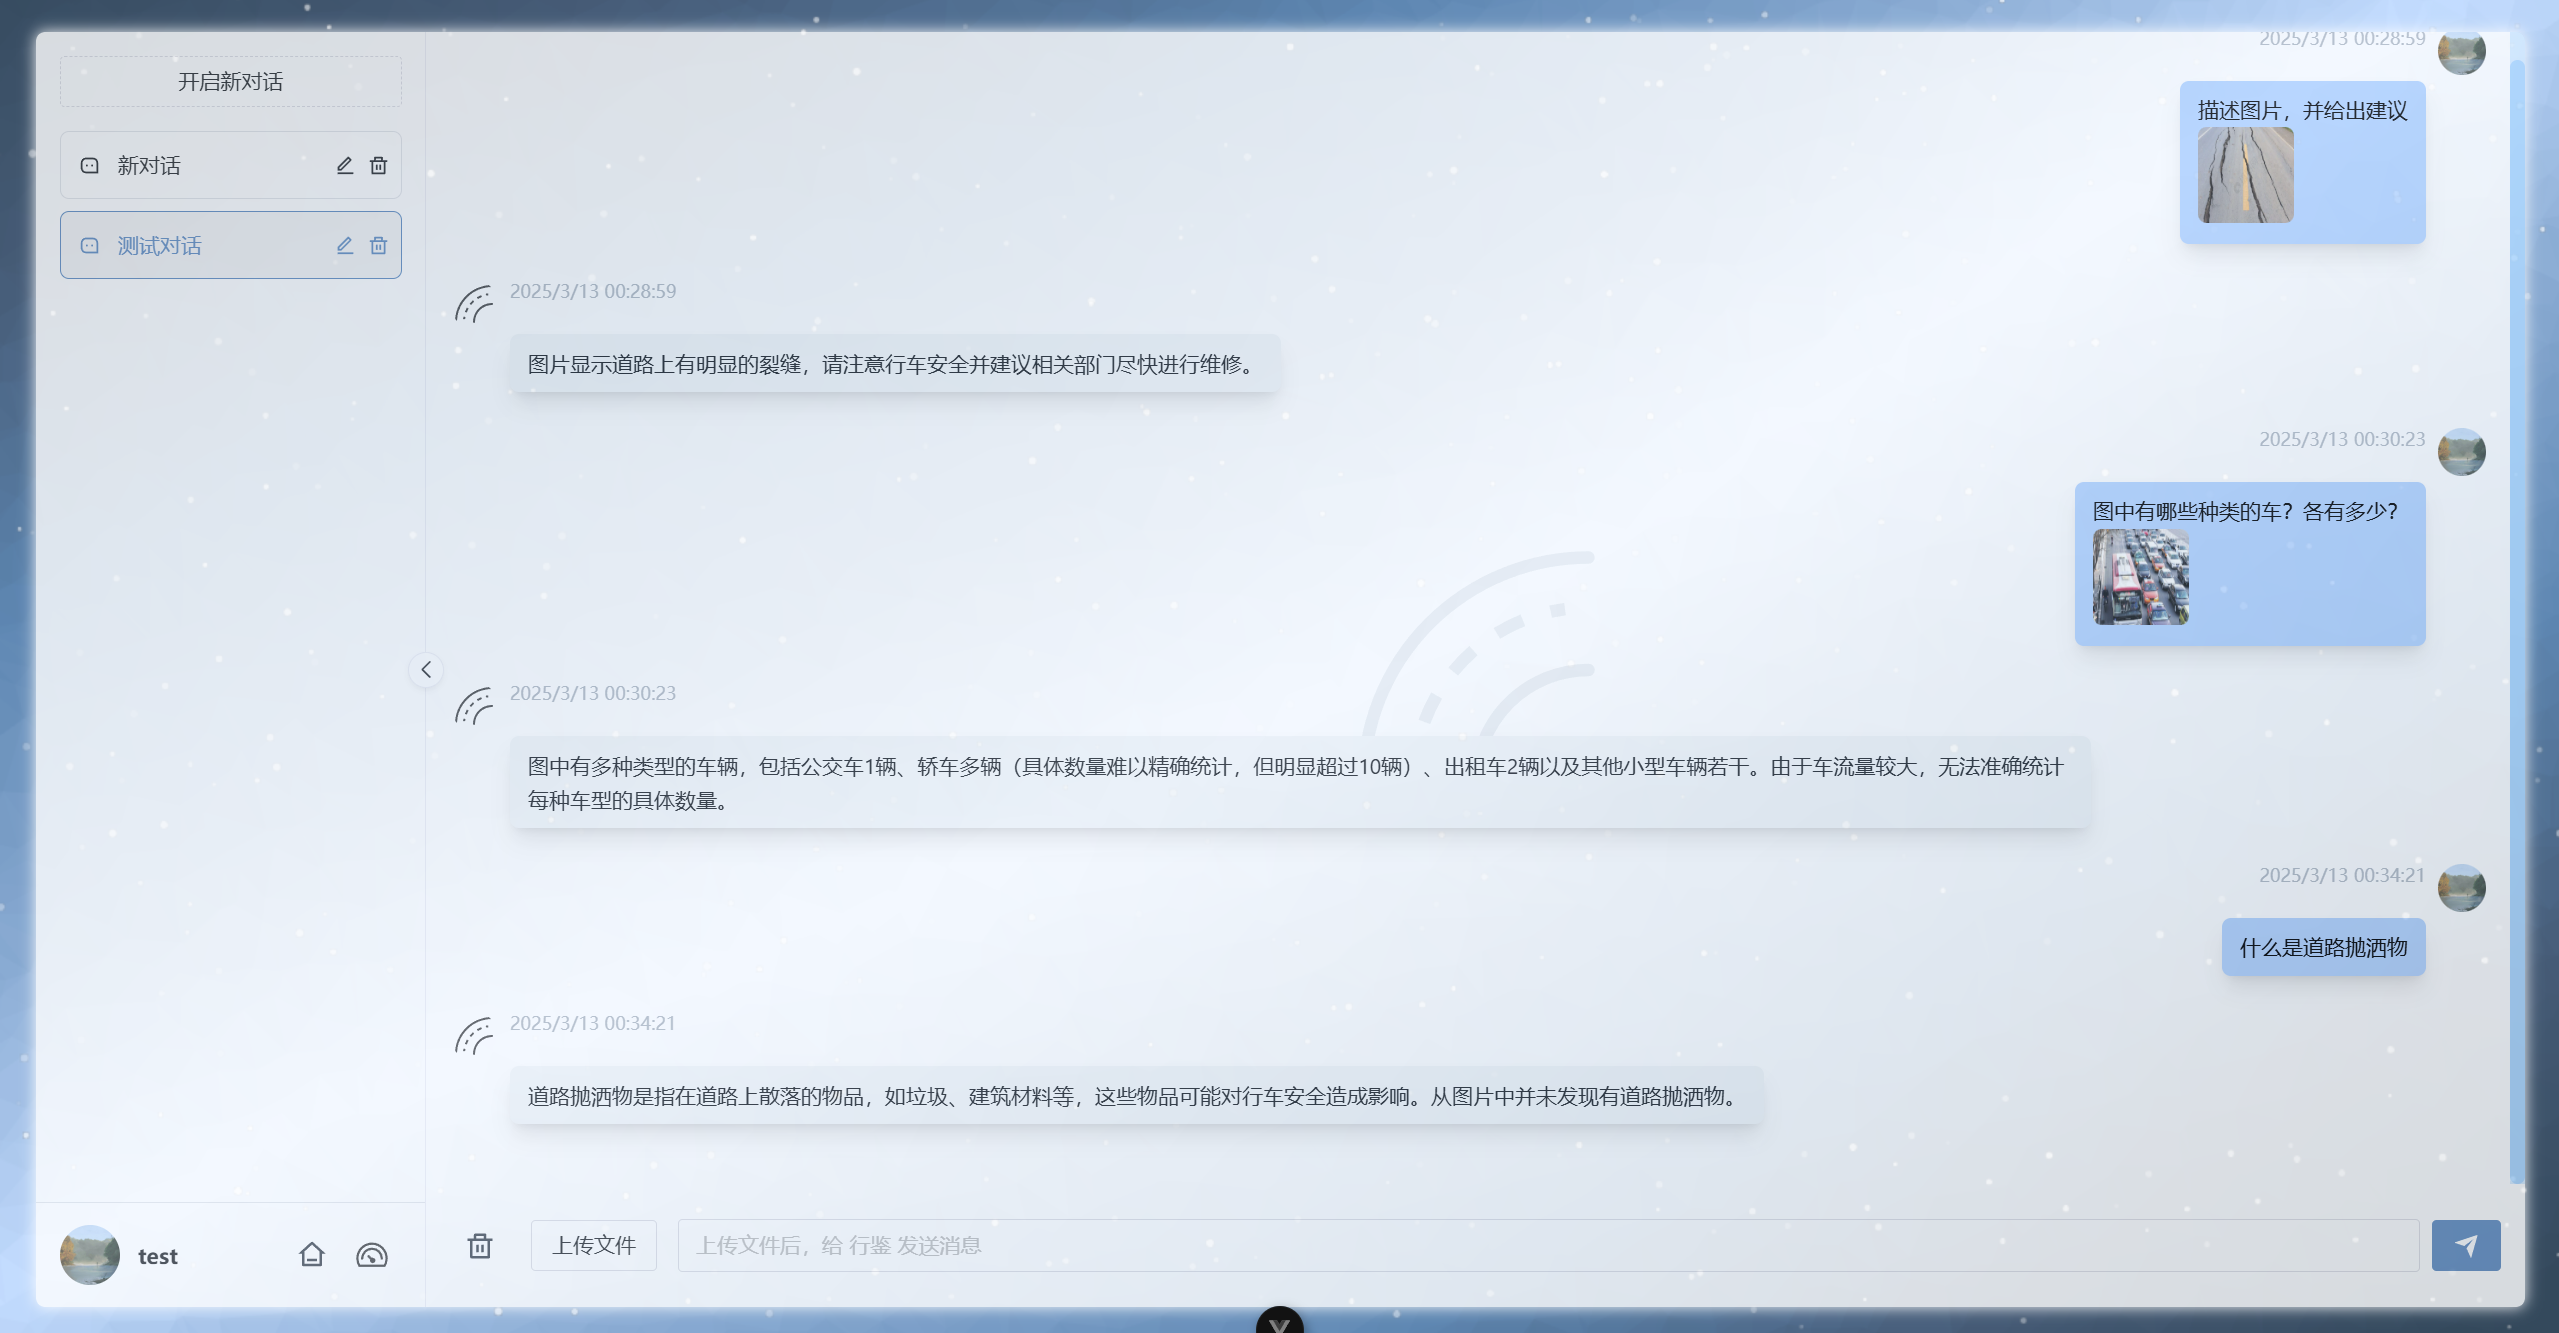 开启新对话
新对话
测试对话
test
2025/3/13 00:28:59
描述图片，并给出建议
2025/3/13 00:28:59
图片显示道路上有明显的裂缝，请注意行车安全并建议相关部门尽快进行维修。
2025/3/13 00:30:23
图中有哪些种类的车？各有多少？
2025/3/13 00:30:23
图中有多种类型的车辆，包括公交车1辆、轿车多辆（具体数量难以精确统计，但明显超过10辆）、出租车2辆以及其他小型车辆若干。由于车流量较大，无法准确统计
每种车型的具体数量。
2025/3/13 00:34:21
什么是道路抛洒物
2025/3/13 00:34:21
道路抛洒物是指在道路上散落的物品，如垃圾、建筑材料等，这些物品可能对行车安全造成影响。从图片中并未发现有道路抛洒物。
上传文件
上传文件后，给 行鉴 发送消息